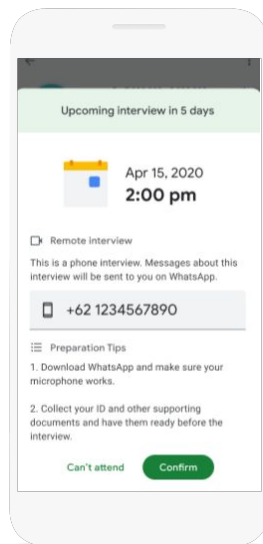 Upcoming interview in 5 days
Apr 15, 2020
2:00 pm
Remote interview
This is a phone interview. Messages about this
interview will be sent to you on WhatsApp.
+62 1234567890
Preparation Tips
1. Download WhatsApp and make sure your
microphone works.
2. Collect your ID and other supporting
documents and have them ready before the
interview.
Can't attend
Confirm